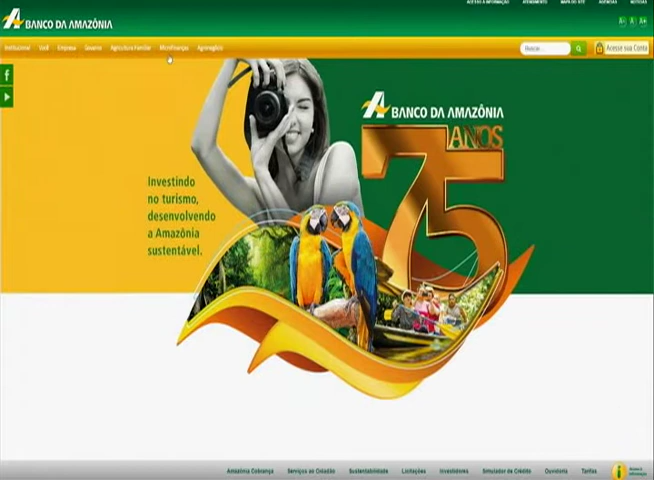 ACESSO A INFORMAÇÃO ATENDIMENTO MAPA DO SITE AGENDAS NOTÍCIAS
BANCO DA AMAZÔNIA
A- A A+
Institucional Você Empresa Governo Agricultura Familiar Microfinanças Agronegócio
Buscar...
Acesse sua Conta
BANCO DA AMAZÔNIA
75 ANOS
Investindo
no turismo,
desenvolvendo
a Amazônia
sustentável.
Amazônia Cobrança Serviços ao Cidadão Sustentabilidade Licitações Investidores Simulador de Crédito Ouvidoria Tarifas